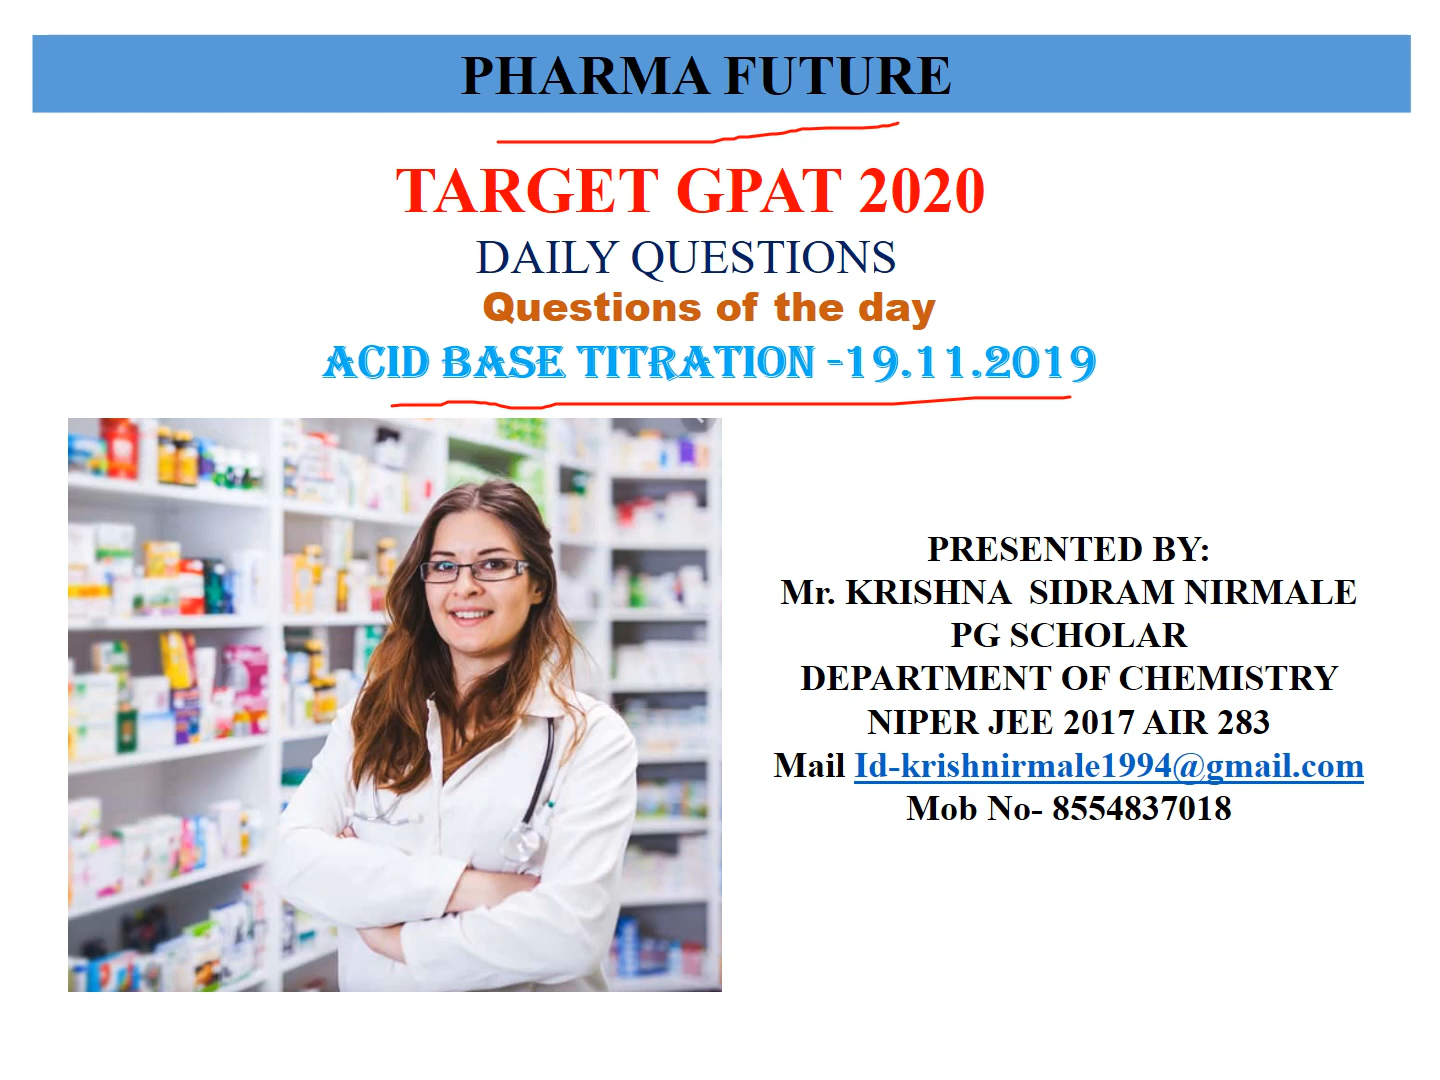 PHARMA FUTURE
TARGET GPAT 2020
DAILY QUESTIONS
Questions of the day
ACID BASE TITRATION -19.11.2019
PRESENTED BY:
Mr. KRISHNA  SIDRAM NIRMALE
PG SCHOLAR
DEPARTMENT OF CHEMISTRY
NIPER JEE 2017 AIR 283
Mail Id-krishnirmale1994@gmail.com
Mob No- 8554837018